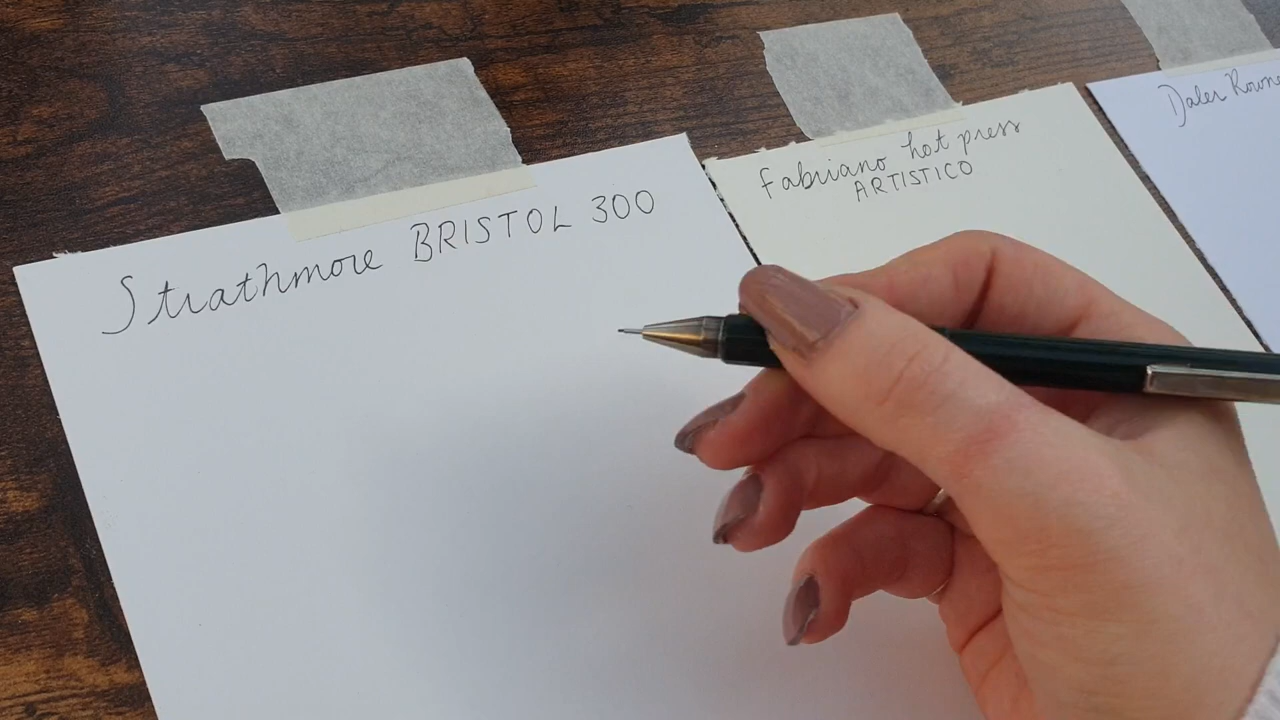 Strathmore BRISTOL 300
Fabriano hot press
ARTISTICO
Daler Rowne